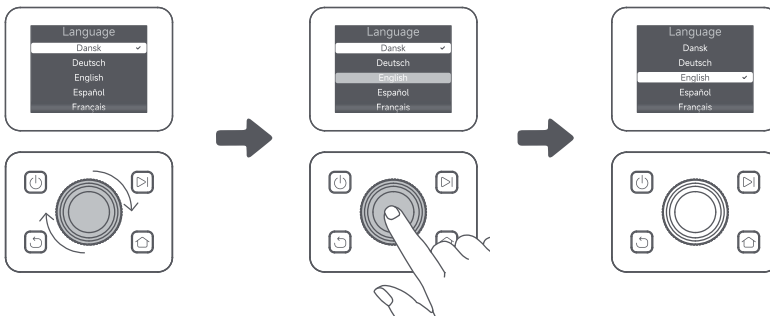 Language
Dansk
Deutsch
English
Español
Français
Language
Dansk
Deutsch
English
Español
Français
Language
Dansk
Deutsch
English
Español
Français